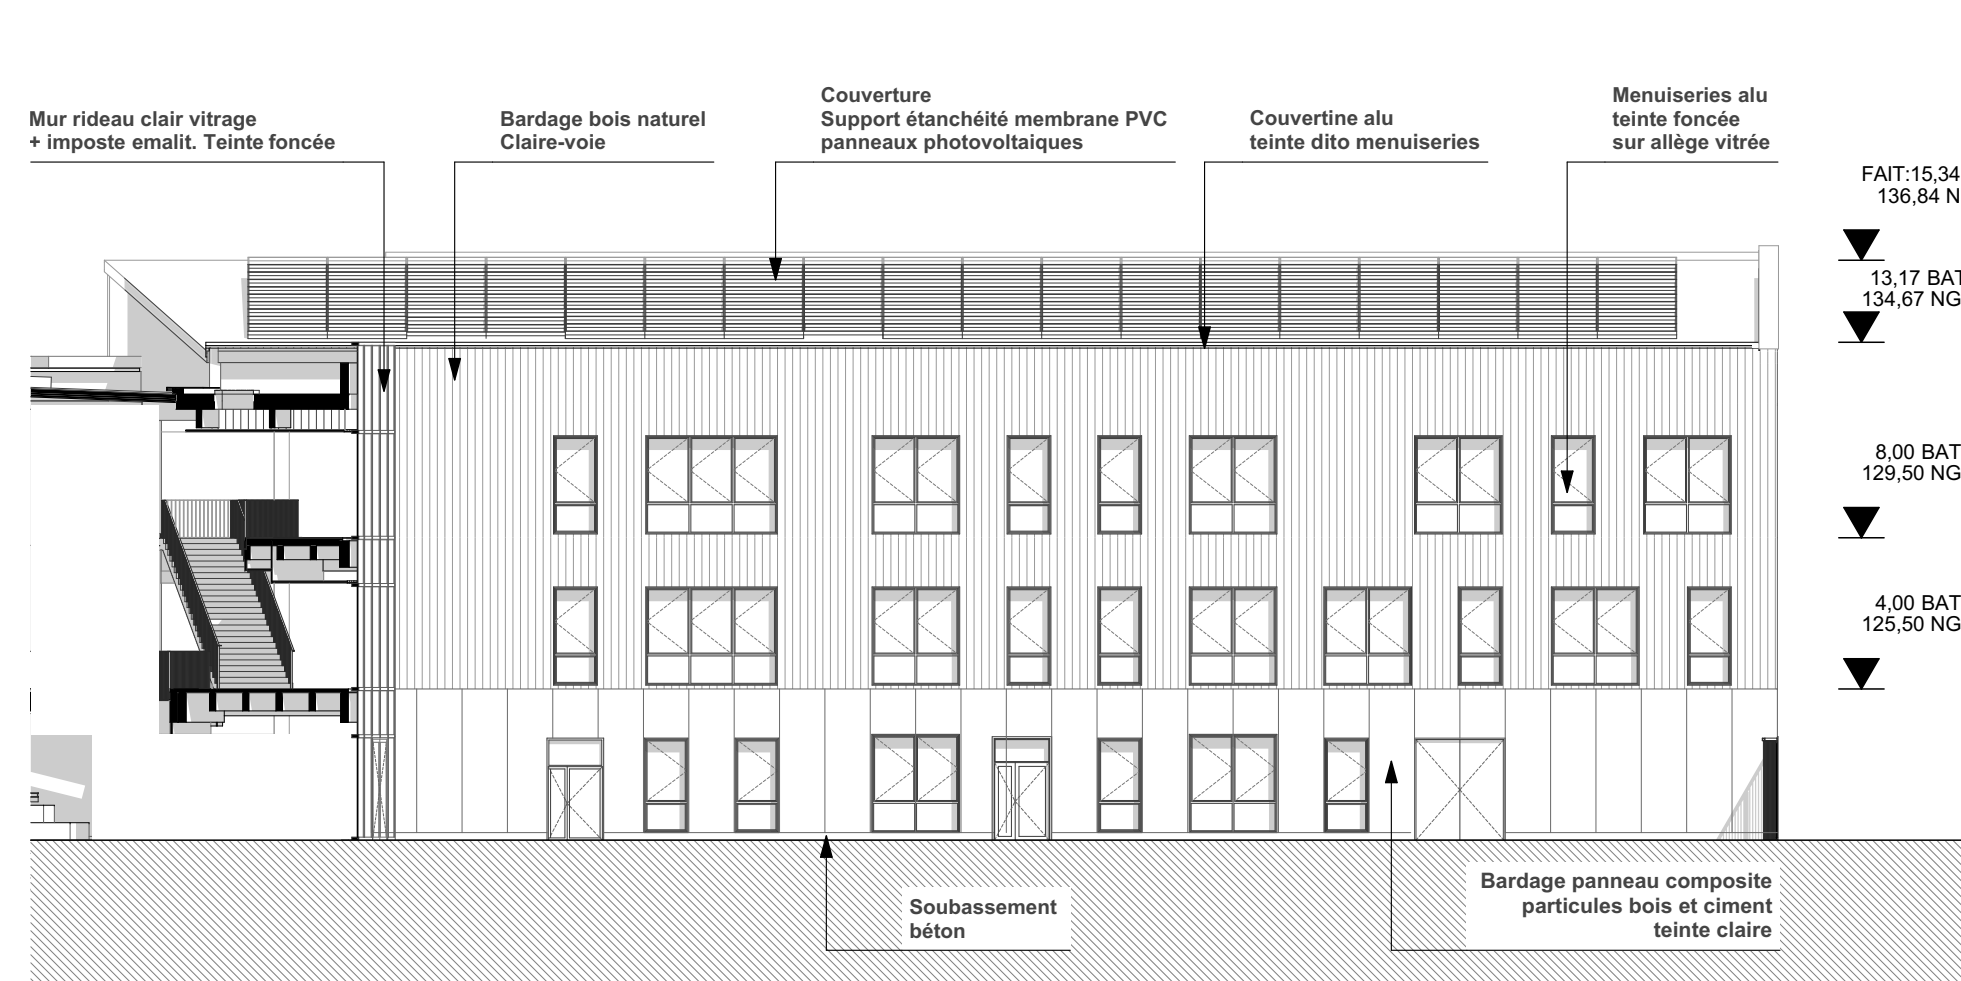 Mur rideau clair vitrage
+ imposte emalit. Teinte foncée
Bardage bois naturel
Claire-voie
Couverture
Support étanchéité membrane PVC
panneaux photovoltaiques
Couvertine alu
teinte dito menuiseries
Menuiseries alu
teinte foncée
sur allège vitrée
FAIT:15,34
136,84 N
13,17 BAT
134,67 NG
8,00 BAT
129,50 NG
4,00 BAT
125,50 NG
Soubassement
béton
Bardage panneau composite
particules bois et ciment
teinte claire